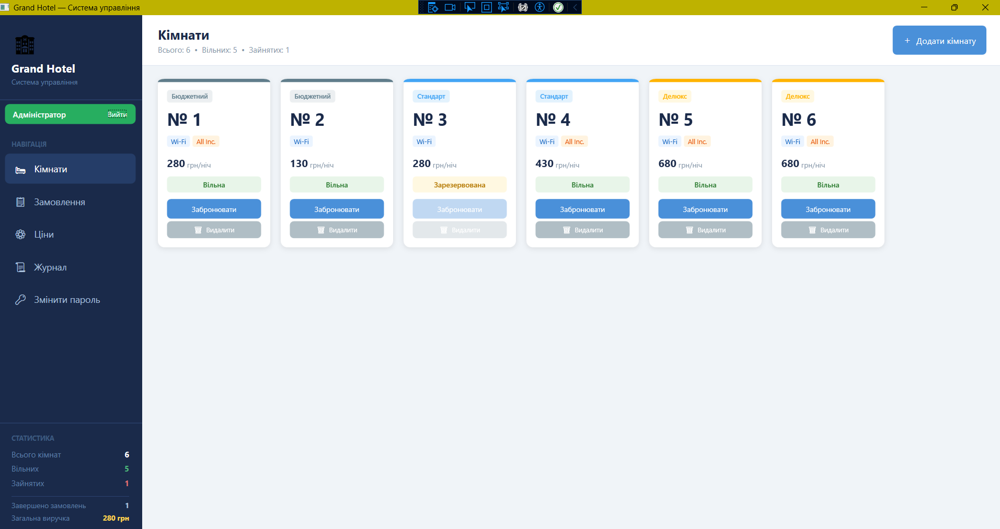 Grand Hotel — Система управління
Grand Hotel
Система управління
Адміністратор Вийти
НАВІГАЦІЯ
Кімнати
Замовлення
Ціни
Журнал
Змінити пароль
СТАТИСТИКА
Всього кімнат 6
Вільних 5
Зайнятих 1
Завершено замовлень 1
Загальна виручка 280 грн
Кімнати
Всього: 6 • Вільних: 5 • Зайнятих: 1
+ Додати кімнату
Бюджетний
№ 1
Wi-Fi All Inc.
280 грн/ніч
Вільна
Забронювати
Видалити
Бюджетний
№ 2
Wi-Fi
130 грн/ніч
Вільна
Забронювати
Видалити
Стандарт
№ 3
Wi-Fi
280 грн/ніч
Зарезервована
Забронювати
Видалити
Стандарт
№ 4
Wi-Fi All Inc.
430 грн/ніч
Вільна
Забронювати
Видалити
Делюкс
№ 5
Wi-Fi All Inc.
680 грн/ніч
Вільна
Забронювати
Видалити
Делюкс
№ 6
Wi-Fi All Inc.
680 грн/ніч
Вільна
Забронювати
Видалити